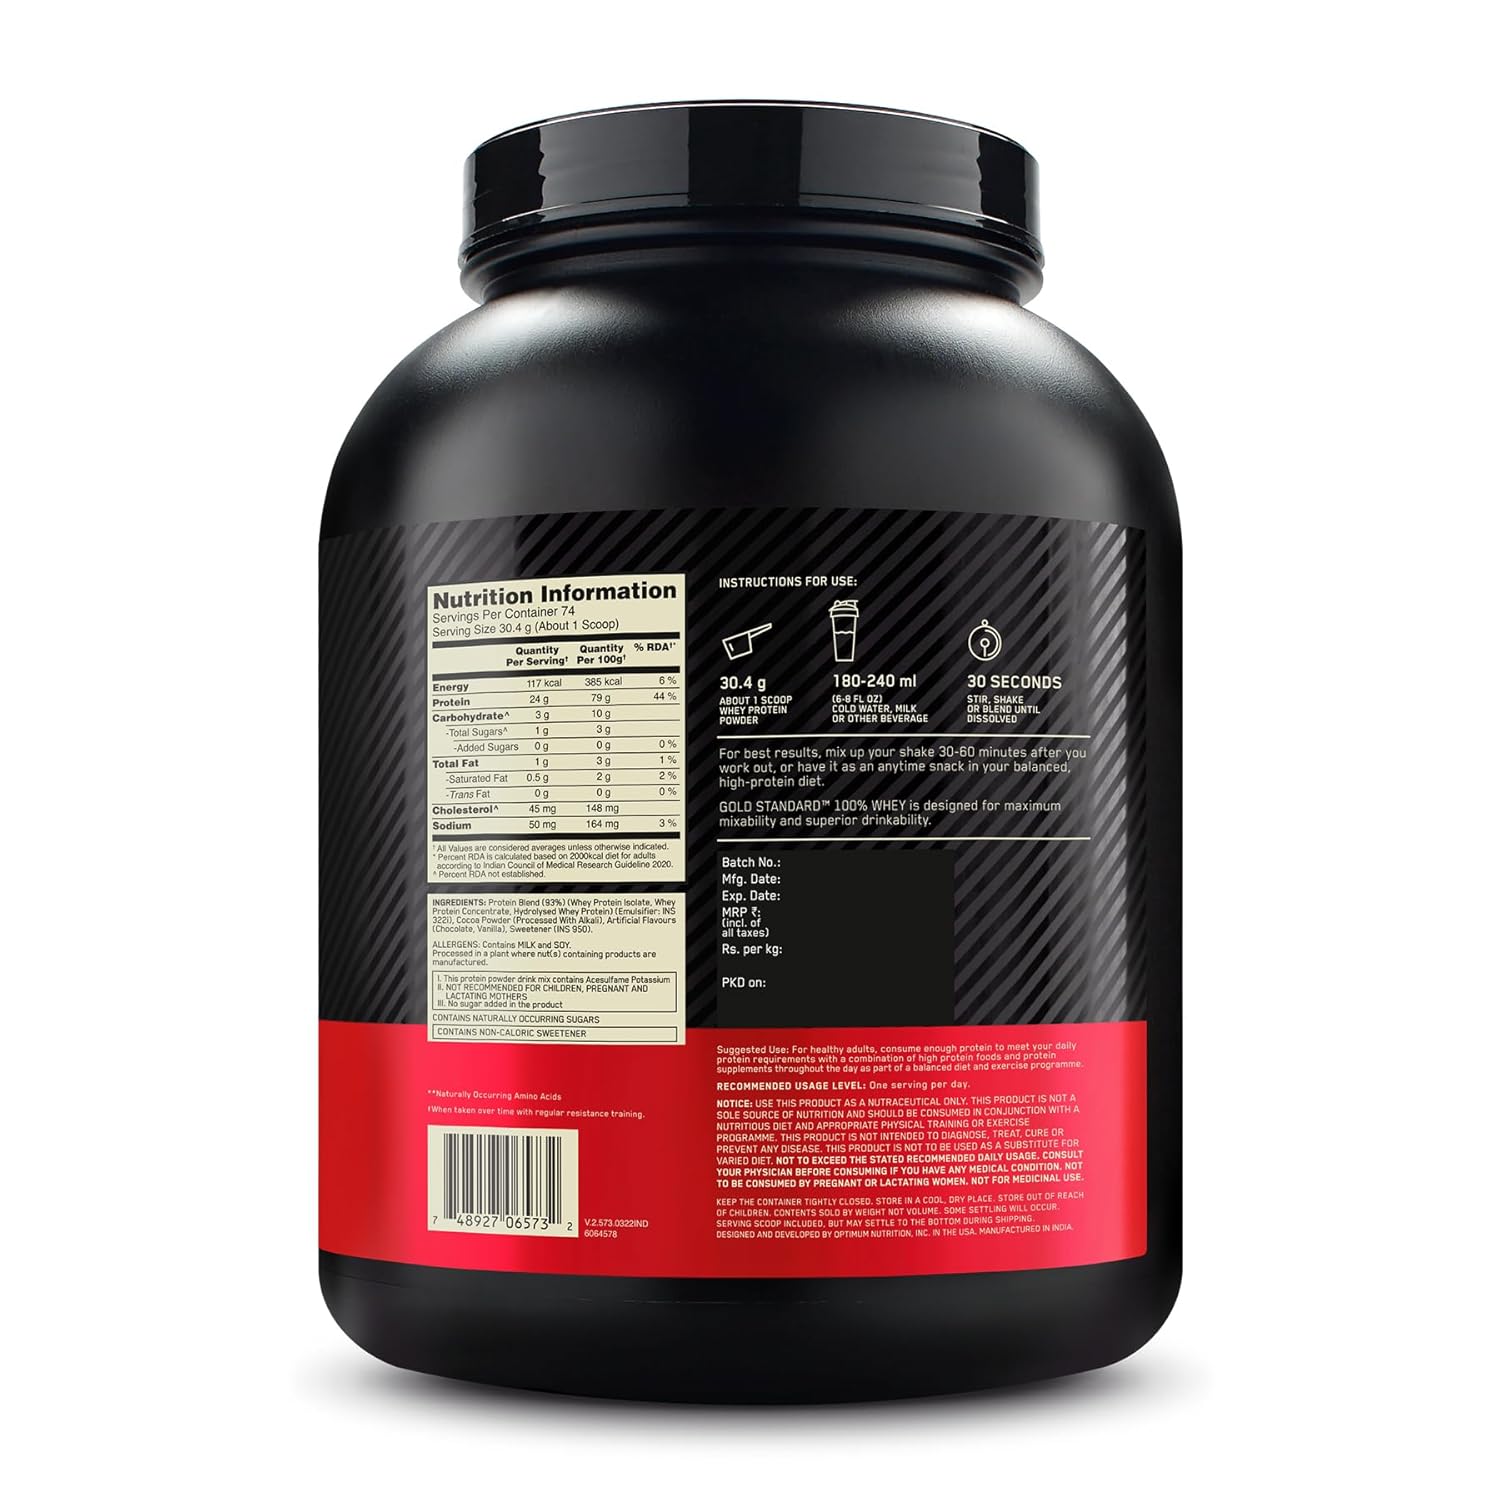 Nutrition Information
Servings Per Container 74
Serving Size 30.4 g (About 1 Scoop)
Quantity Per Serving† Quantity Per 100g† % RDA†*
Energy 117 kcal 385 kcal 6 %
Protein 24 g 79 g 44 %
Carbohydrate^ 3 g 10 g
-Total Sugars^ 1 g 3 g
-Added Sugars 0 g 0 g 0 %
Total Fat 1 g 3 g 1 %
-Saturated Fat 0.5 g 2 g 2 %
-Trans Fat 0 g 0 g 0 %
Cholesterol^ 45 mg 148 mg
Sodium 50 mg 164 mg 3 %
† All Values are considered averages unless otherwise indicated.
* Percent RDA is calculated based on 2000kcal diet for adults
according to Indian Council of Medical Research Guideline 2020.
^ Percent RDA not established.
INGREDIENTS: Protein Blend (93%) (Whey Protein Isolate, Whey
Protein Concentrate, Hydrolysed Whey Protein) (Emulsifier: INS
322i), Cocoa Powder (Processed With Alkali), Artificial Flavours
(Chocolate, Vanilla), Sweetener (INS 950).
ALLERGENS: Contains MILK and SOY.
Processed in a plant where nut(s) containing products are
manufactured.
I. This protein powder drink mix contains Acesulfame Potassium
II. NOT RECOMMENDED FOR CHILDREN, PREGNANT AND
LACTATING MOTHERS
III. No sugar added in the product
CONTAINS NATURALLY OCCURRING SUGARS
CONTAINS NON-CALORIC SWEETENER
**Naturally Occurring Amino Acids
†When taken over time with regular resistance training.
7 48927 06573 2
V.2.573.0322IND
6064578
INSTRUCTIONS FOR USE:
30.4 g
ABOUT 1 SCOOP
WHEY PROTEIN
POWDER
180-240 ml
(6-8 FL OZ)
COLD WATER, MILK
OR OTHER BEVERAGE
30 SECONDS
STIR, SHAKE
OR BLEND UNTIL
DISSOLVED
For best results, mix up your shake 30-60 minutes after you
work out, or have it as an anytime snack in your balanced,
high-protein diet.
GOLD STANDARD™ 100% WHEY is designed for maximum
mixability and superior drinkability.
Batch No.:
Mfg. Date:
Exp. Date:
MRP ₹:
(incl. of
all taxes)
Rs. per kg:
PKD on:
Suggested Use: For healthy adults, consume enough protein to meet your daily
protein requirements with a combination of high protein foods and protein
supplements throughout the day as part of a balanced diet and exercise programme.
RECOMMENDED USAGE LEVEL: One serving per day.
NOTICE: USE THIS PRODUCT AS A NUTRACEUTICAL ONLY. THIS PRODUCT IS NOT A
SOLE SOURCE OF NUTRITION AND SHOULD BE CONSUMED IN CONJUNCTION WITH A
NUTRITIOUS DIET AND APPROPRIATE PHYSICAL TRAINING OR EXERCISE
PROGRAMME. THIS PRODUCT IS NOT INTENDED TO DIAGNOSE, TREAT, CURE OR
PREVENT ANY DISEASE. THIS PRODUCT IS NOT TO BE USED AS A SUBSTITUTE FOR
VARIED DIET. NOT TO EXCEED THE STATED RECOMMENDED DAILY USAGE. CONSULT
YOUR PHYSICIAN BEFORE CONSUMING IF YOU HAVE ANY MEDICAL CONDITION. NOT
TO BE CONSUMED BY PREGNANT OR LACTATING WOMEN. NOT FOR MEDICINAL USE.
KEEP THE CONTAINER TIGHTLY CLOSED. STORE IN A COOL, DRY PLACE. STORE OUT OF REACH
OF CHILDREN. CONTENTS SOLD BY WEIGHT NOT VOLUME. SOME SETTLING WILL OCCUR.
SERVING SCOOP INCLUDED, BUT MAY SETTLE TO THE BOTTOM DURING SHIPPING.
DESIGNED AND DEVELOPED BY OPTIMUM NUTRITION, INC. IN THE USA. MANUFACTURED IN INDIA.